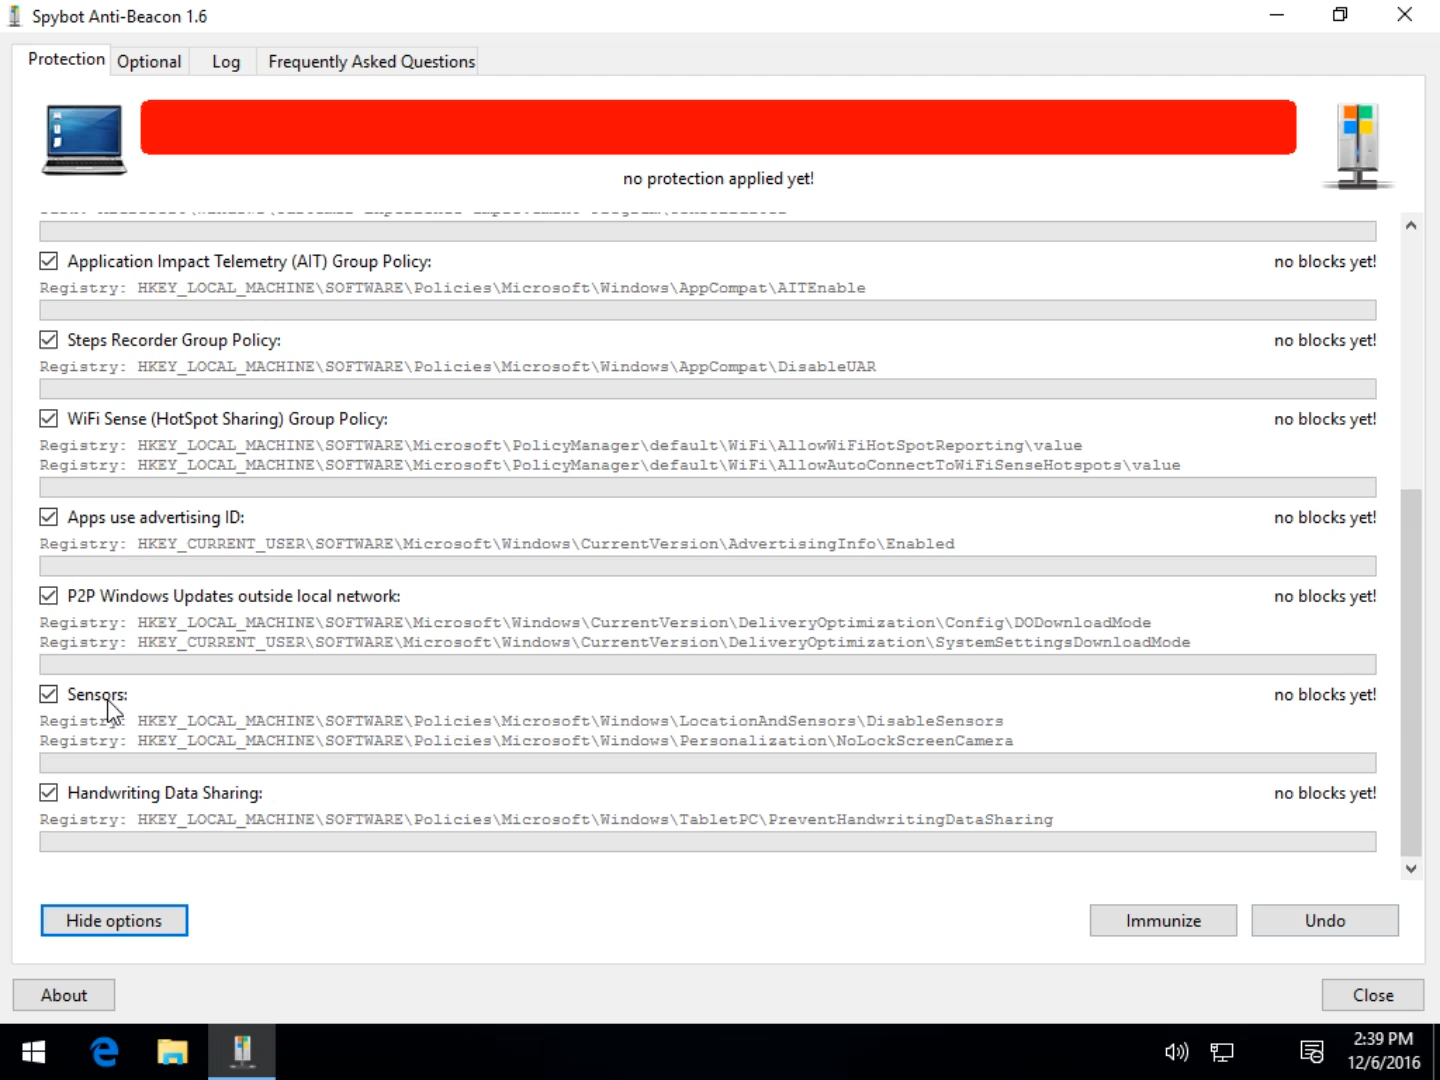 Spybot Anti-Beacon 1.6
Protection Optional Log Frequently Asked Questions
no protection applied yet!
Application Impact Telemetry (AIT) Group Policy: no blocks yet!
Registry: HKEY_LOCAL_MACHINE\SOFTWARE\Policies\Microsoft\Windows\AppCompat\AITEnable
Steps Recorder Group Policy: no blocks yet!
Registry: HKEY_LOCAL_MACHINE\SOFTWARE\Policies\Microsoft\Windows\AppCompat\DisableUAR
WiFi Sense (HotSpot Sharing) Group Policy: no blocks yet!
Registry: HKEY_LOCAL_MACHINE\SOFTWARE\Microsoft\PolicyManager\default\WiFi\AllowWiFiHotSpotReporting\value
Registry: HKEY_LOCAL_MACHINE\SOFTWARE\Microsoft\PolicyManager\default\WiFi\AllowAutoConnectToWiFiSenseHotspots\value
Apps use advertising ID: no blocks yet!
Registry: HKEY_CURRENT_USER\SOFTWARE\Microsoft\Windows\CurrentVersion\AdvertisingInfo\Enabled
P2P Windows Updates outside local network: no blocks yet!
Registry: HKEY_LOCAL_MACHINE\SOFTWARE\Microsoft\Windows\CurrentVersion\DeliveryOptimization\Config\DODownloadMode
Registry: HKEY_CURRENT_USER\SOFTWARE\Microsoft\Windows\CurrentVersion\DeliveryOptimization\SystemSettingsDownloadMode
Sensors: no blocks yet!
Registry: HKEY_LOCAL_MACHINE\SOFTWARE\Policies\Microsoft\Windows\LocationAndSensors\DisableSensors
Registry: HKEY_LOCAL_MACHINE\SOFTWARE\Policies\Microsoft\Windows\Personalization\NoLockScreenCamera
Handwriting Data Sharing: no blocks yet!
Registry: HKEY_LOCAL_MACHINE\SOFTWARE\Policies\Microsoft\Windows\TabletPC\PreventHandwritingDataSharing
Hide options Immunize Undo
About Close
2:39 PM
12/6/2016